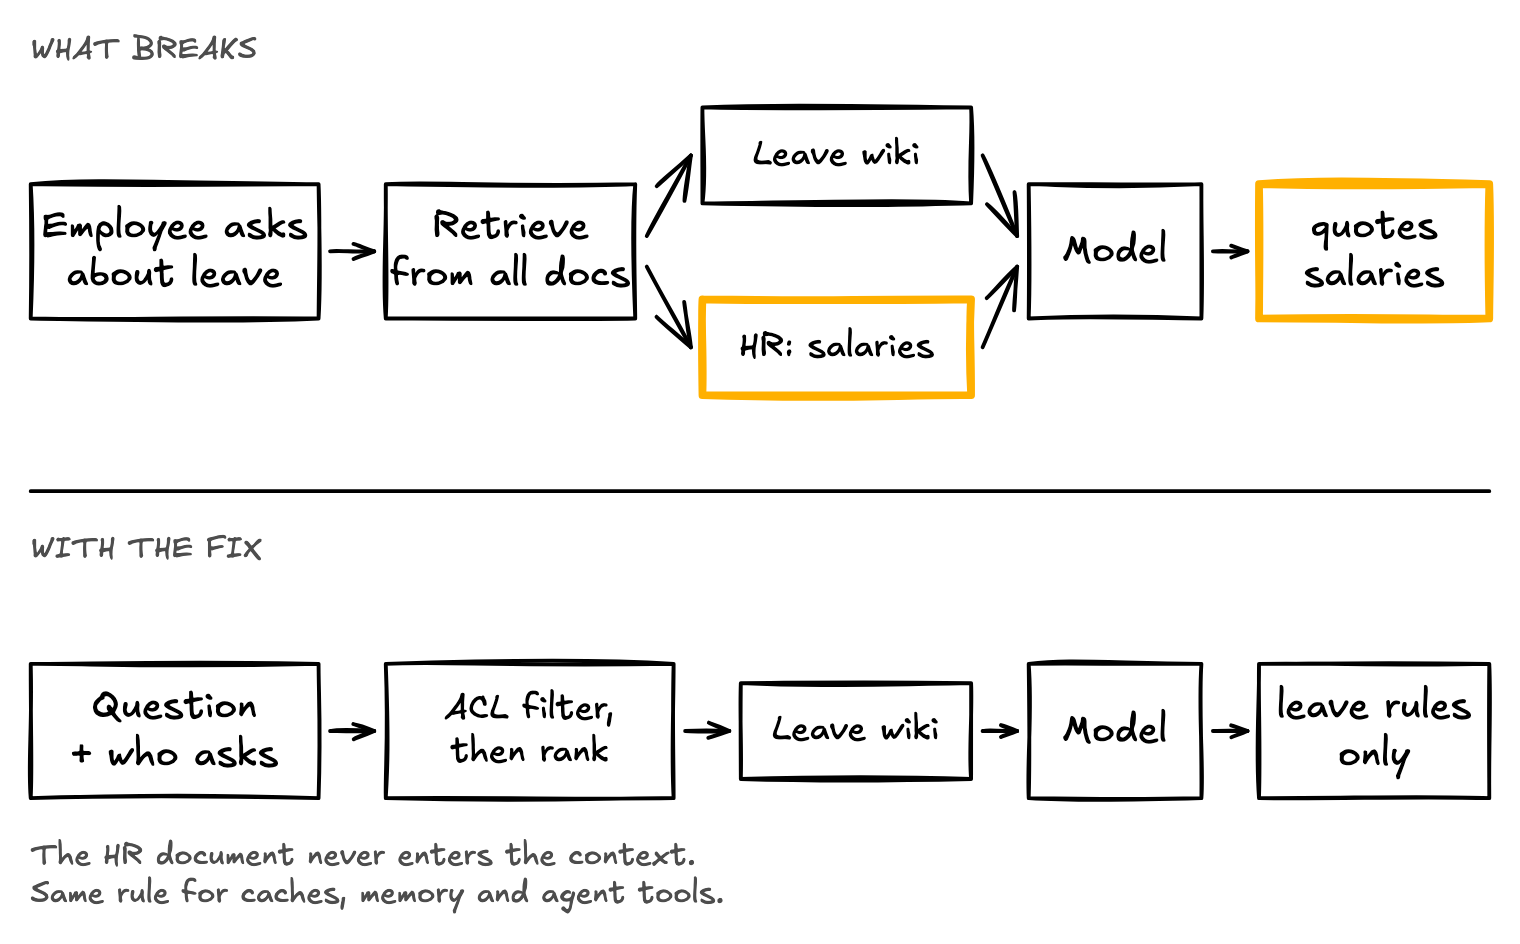 WHAT BREAKS
Employee asks
about leave
Retrieve
from all docs
Leave wiki
HR: salaries
Model
quotes
salaries
WITH THE FIX
Question
+ who asks
ACL filter,
then rank
Leave wiki
Model
leave rules
only
The HR document never enters the context.
Same rule for caches, memory and agent tools.